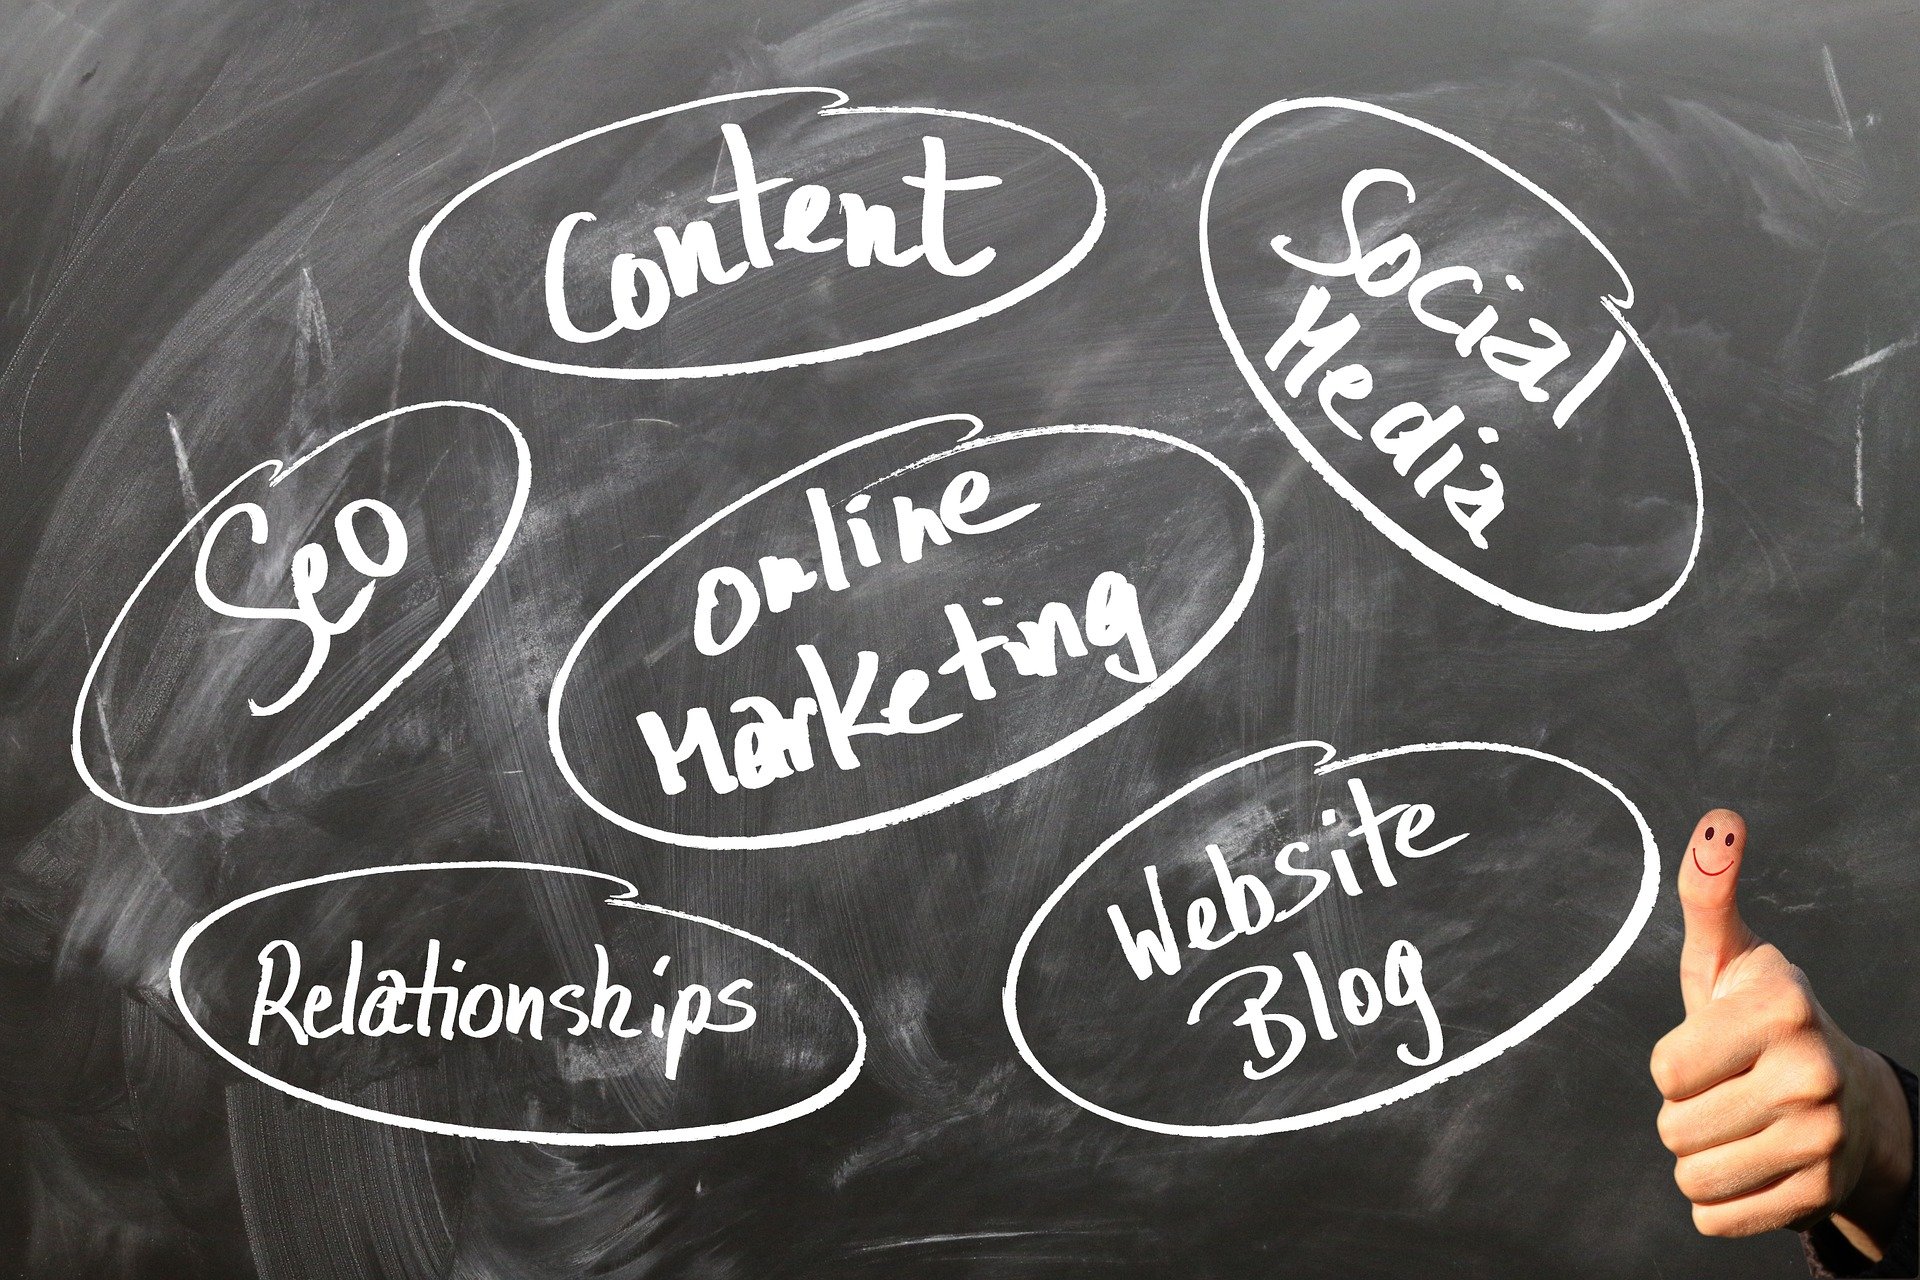 Content
Social
Media
Seo
online
Marketing
Website
Blog
Relationships